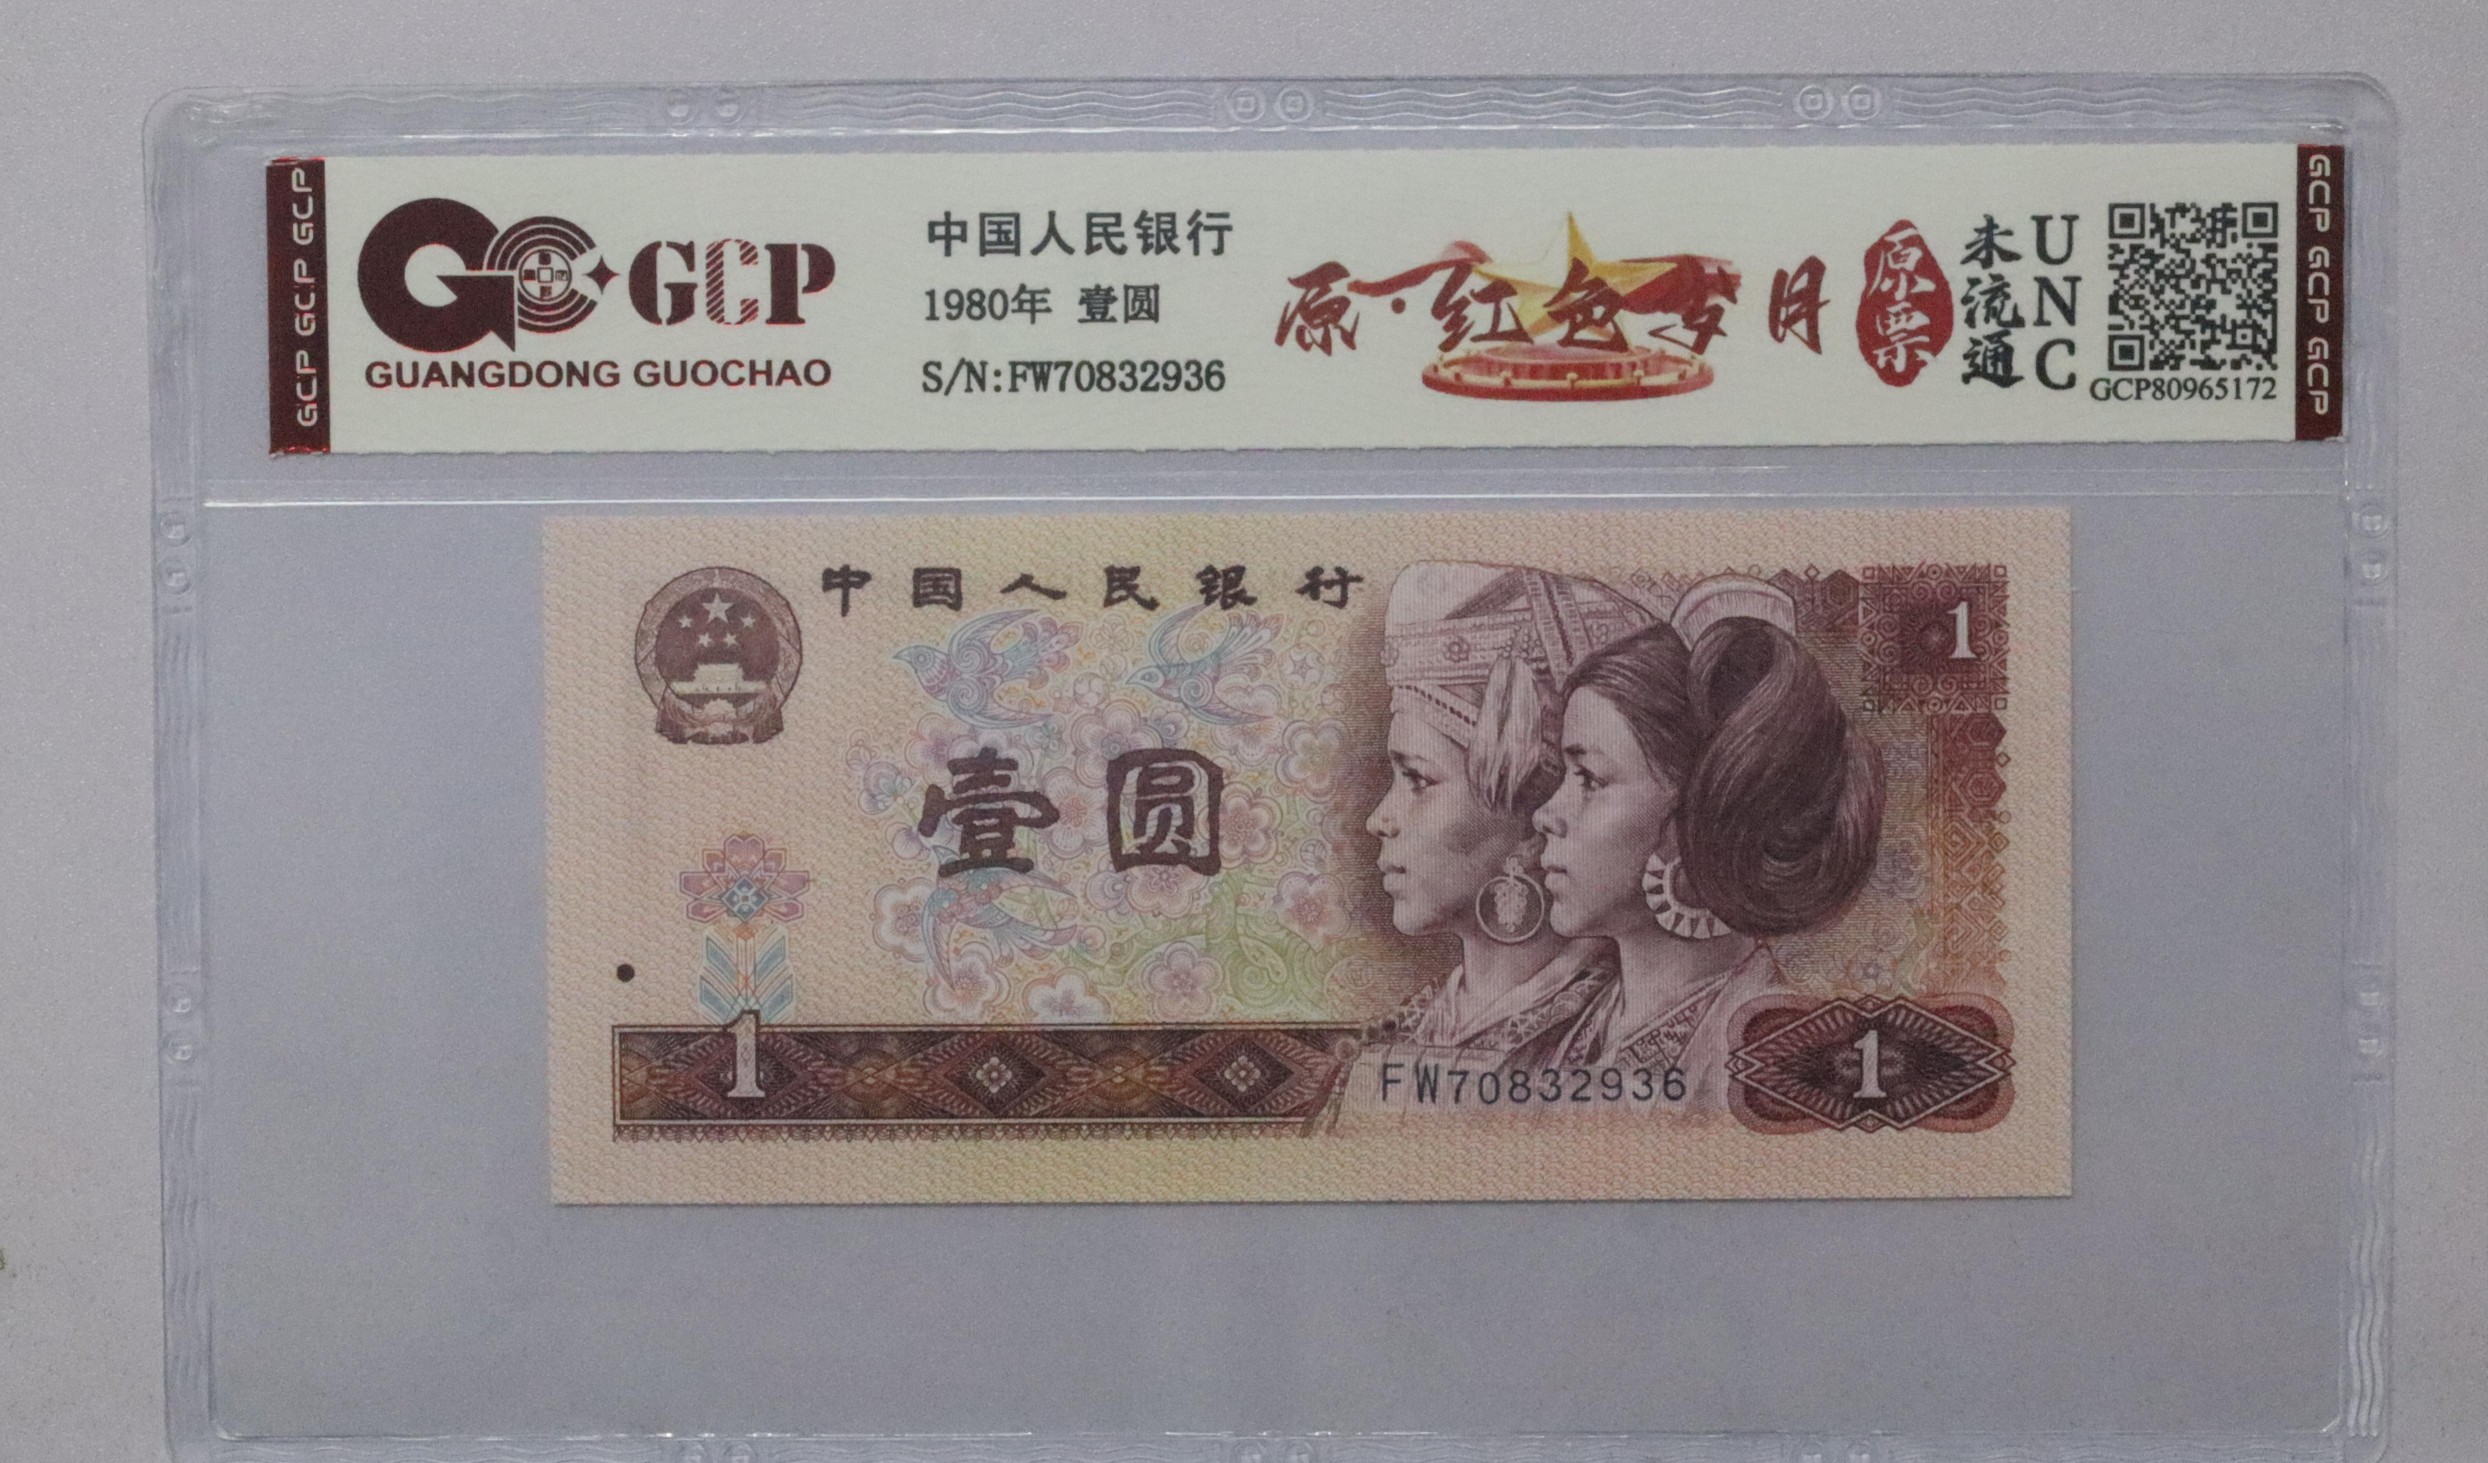 GCP GCP GCP
GCP
GUANGDONG GUOCHAO
中国人民银行
1980年 壹圆
S/N:FW70832936
原·红色岁月
原票
未流通
UNC
GCP80965172
GCP GCP GCP
中国人民银行
1
壹圆
1
FW70832936
1